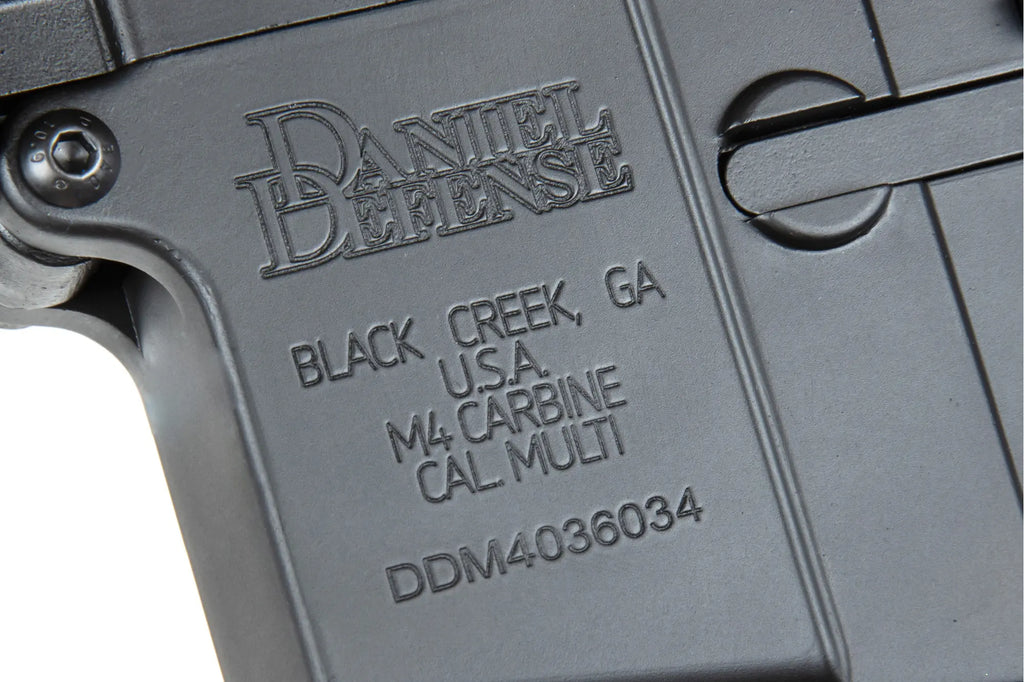 DANIEL
DEFENSE
BLACK CREEK, GA
U.S.A.
M4 CARBINE
CAL. MULTI
DDM4036034